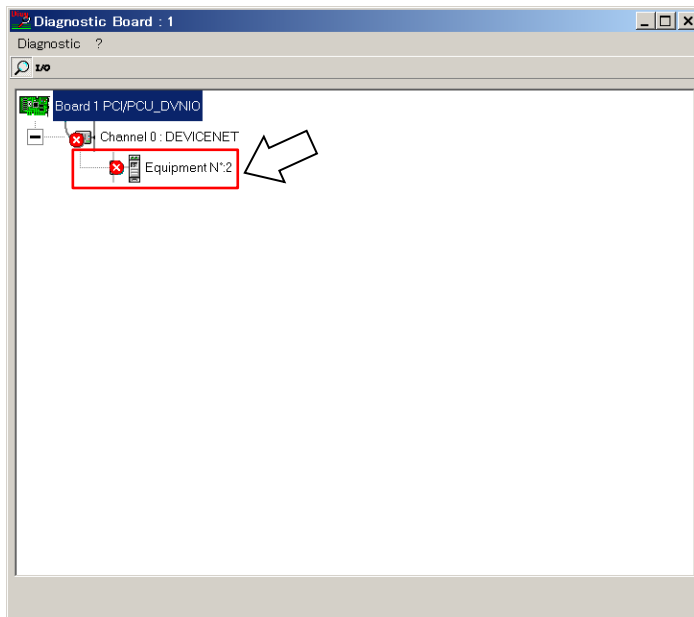 Diagnostic Board : 1
Diagnostic ?
I/O
Board 1 PCI/PCU_DVNIO
Channel 0 : DEVICENET
Equipment N°:2